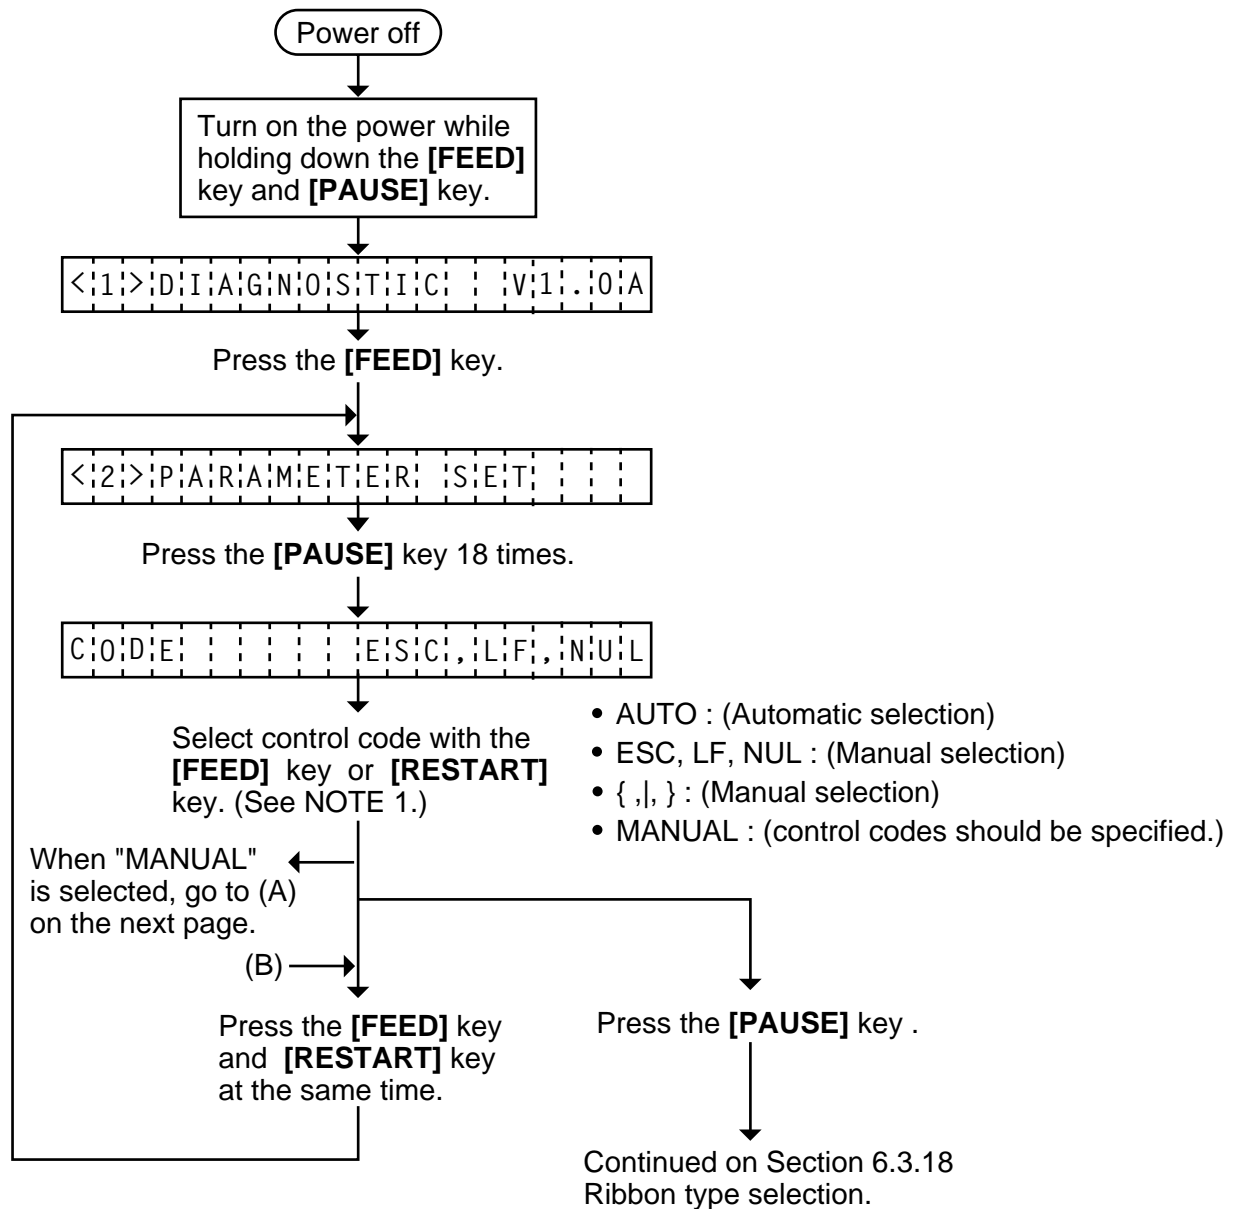 Power off
Turn on the power while
holding down the [FEED]
key and [PAUSE] key.
<1>DIAGNOSTIC  V1.0A
Press the [FEED] key.
<2>PARAMETER SET
Press the [PAUSE] key 18 times.
CODE      ESC,LF,NUL
Select control code with the
[FEED] key or [RESTART]
key. (See NOTE 1.)
• AUTO : (Automatic selection)
• ESC, LF, NUL : (Manual selection)
• { ,|, } : (Manual selection)
• MANUAL : (control codes should be specified.)
When "MANUAL"
is selected, go to (A)
on the next page.
(B)
Press the [FEED] key
and [RESTART] key
at the same time.
Press the [PAUSE] key .
Continued on Section 6.3.18
Ribbon type selection.